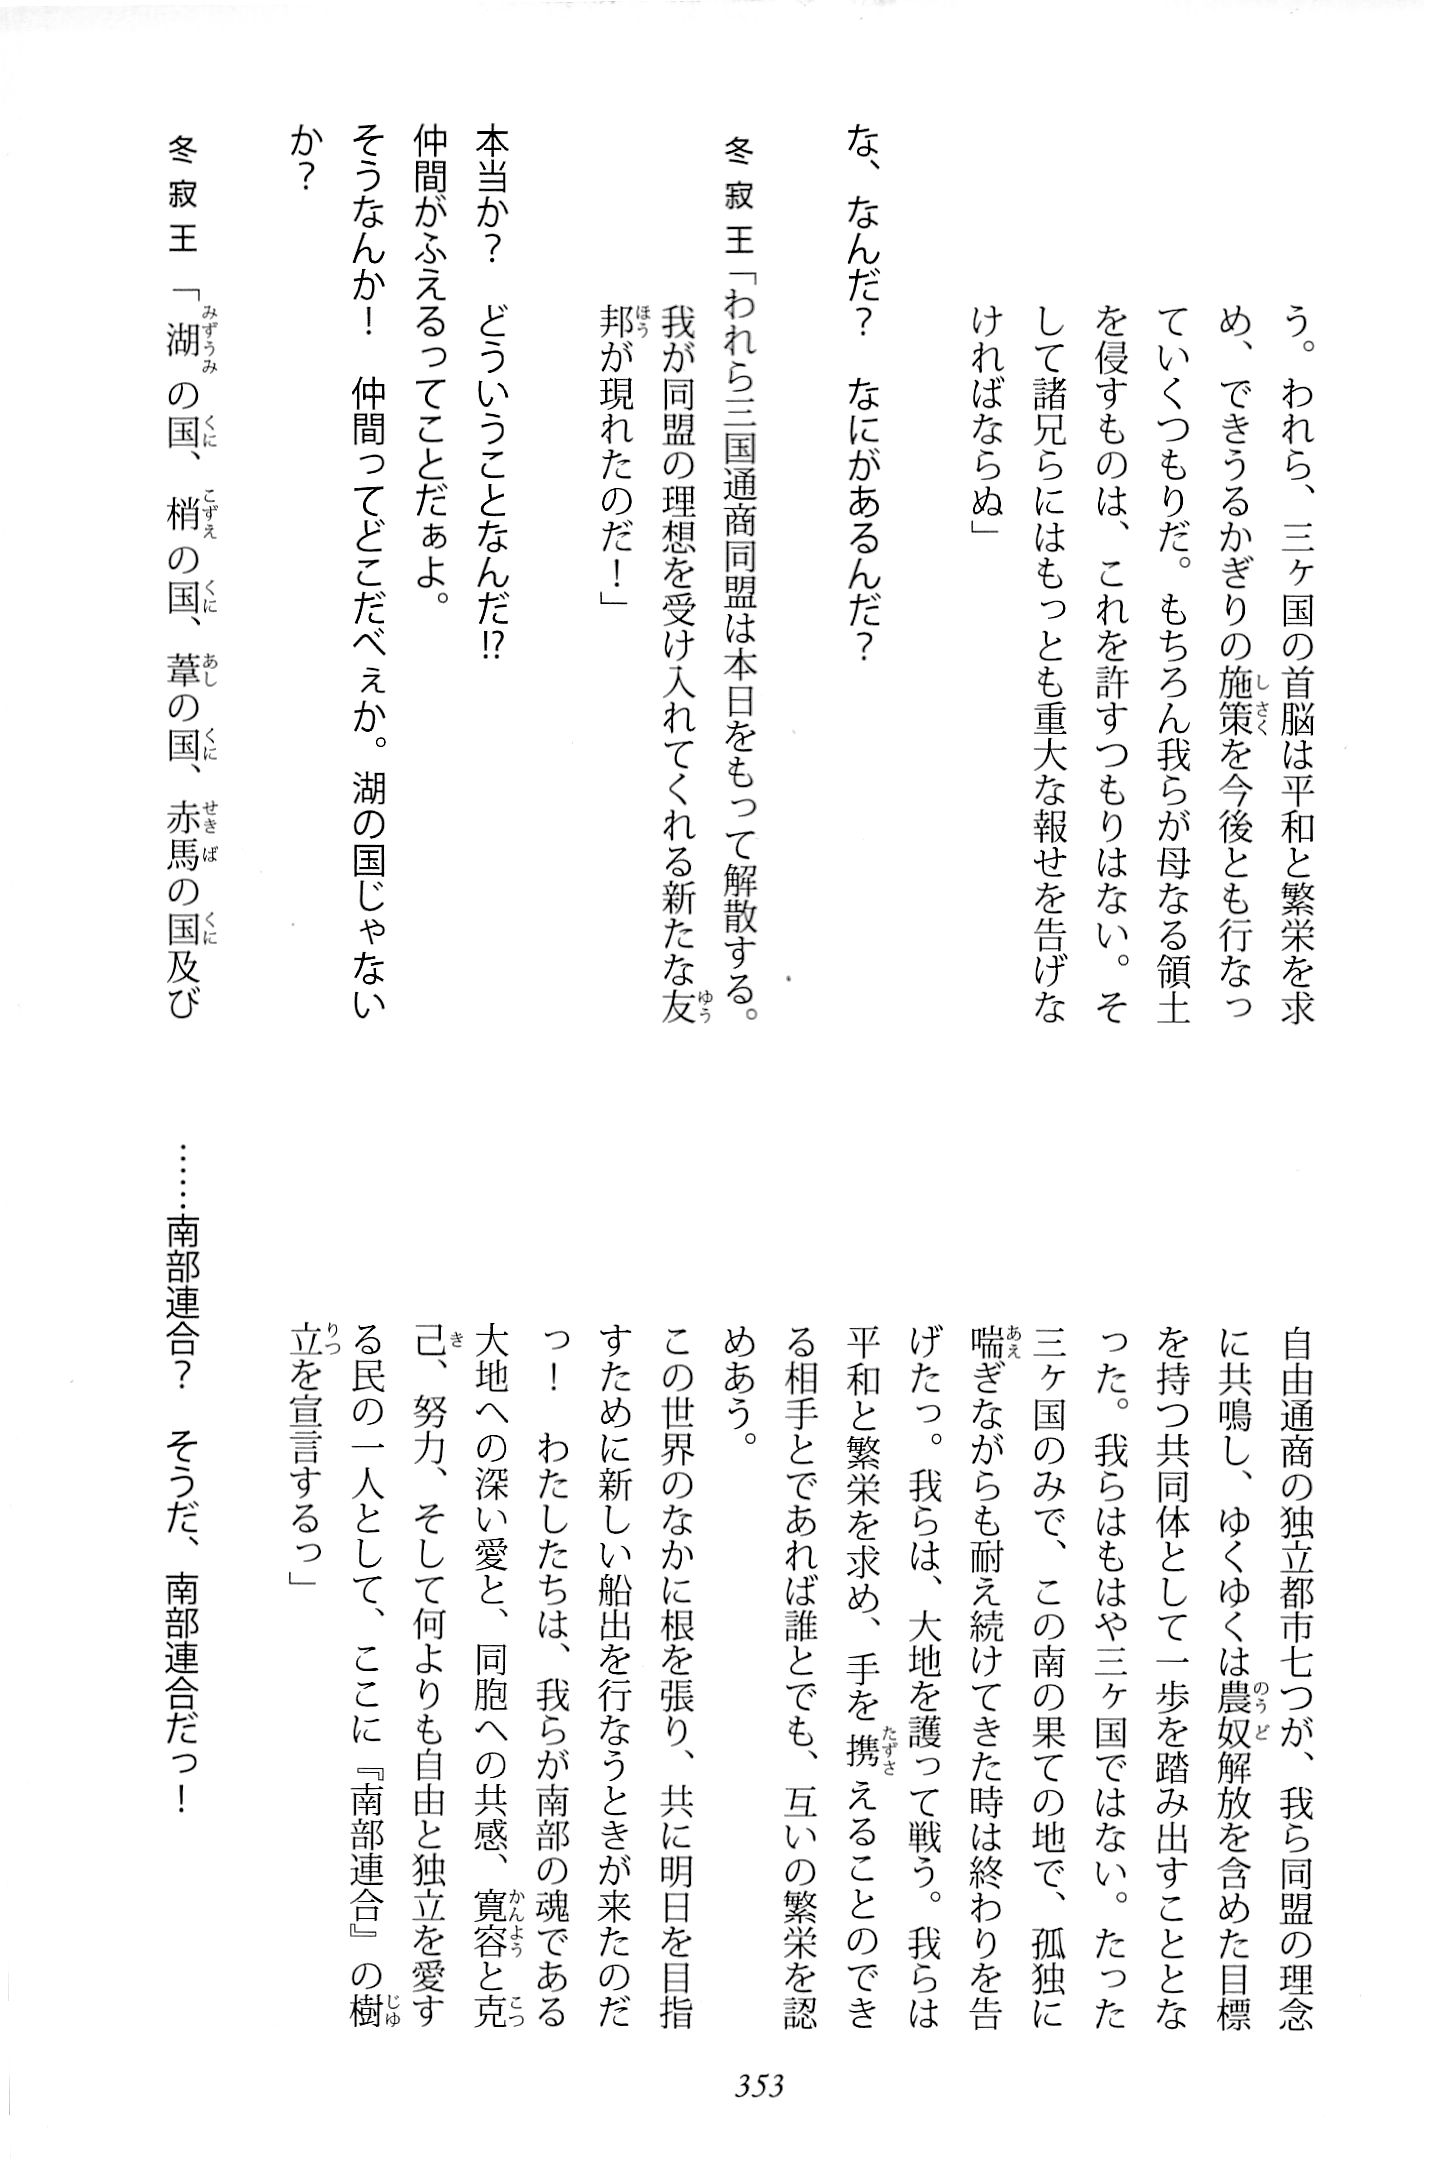 う。われら、三ヶ国の首脳は平和と繁栄を求
め、できうるかぎりの施策を今後とも行なっ
ていくつもりだ。もちろん我らが母なる領土
を侵すものは、これを許すつもりはない。そ
して諸兄らにはもっとも重大な報せを告げな
ければならぬ」
な、なんだ？　なにがあるんだ？
冬寂王「われら三国通商同盟は本日をもって解散する。
我が同盟の理想を受け入れてくれる新たな友
邦が現れたのだ！」
本当か？　どういうことなんだ!?
仲間がふえるってことだぁよ。
そうなんか！　仲間ってどこだべぇか。湖の国じゃない
か？
冬寂王「湖の国、梢の国、葦の国、赤馬の国及び
自由通商の独立都市七つが、我ら同盟の理念
に共鳴し、ゆくゆくは農奴解放を含めた目標
を持つ共同体として一歩を踏み出すこととな
った。我らはもはや三ヶ国ではない。たった
三ヶ国のみで、この南の果ての地で、孤独に
喘ぎながらも耐え続けてきた時は終わりを告
げたっ。我らは、大地を護って戦う。我らは
平和と繁栄を求め、手を携えることのでき
る相手とであれば誰とでも、互いの繁栄を認
めあう。
この世界のなかに根を張り、共に明日を目指
すために新しい船出を行なうときが来たのだ
っ！　わたしたちは、我らが南部の魂である
大地への深い愛と、同胞への共感、寛容と克
己、努力、そして何よりも自由と独立を愛す
る民の一人として、ここに『南部連合』の樹
立を宣言するっ」
……南部連合？　そうだ、南部連合だっ！
353